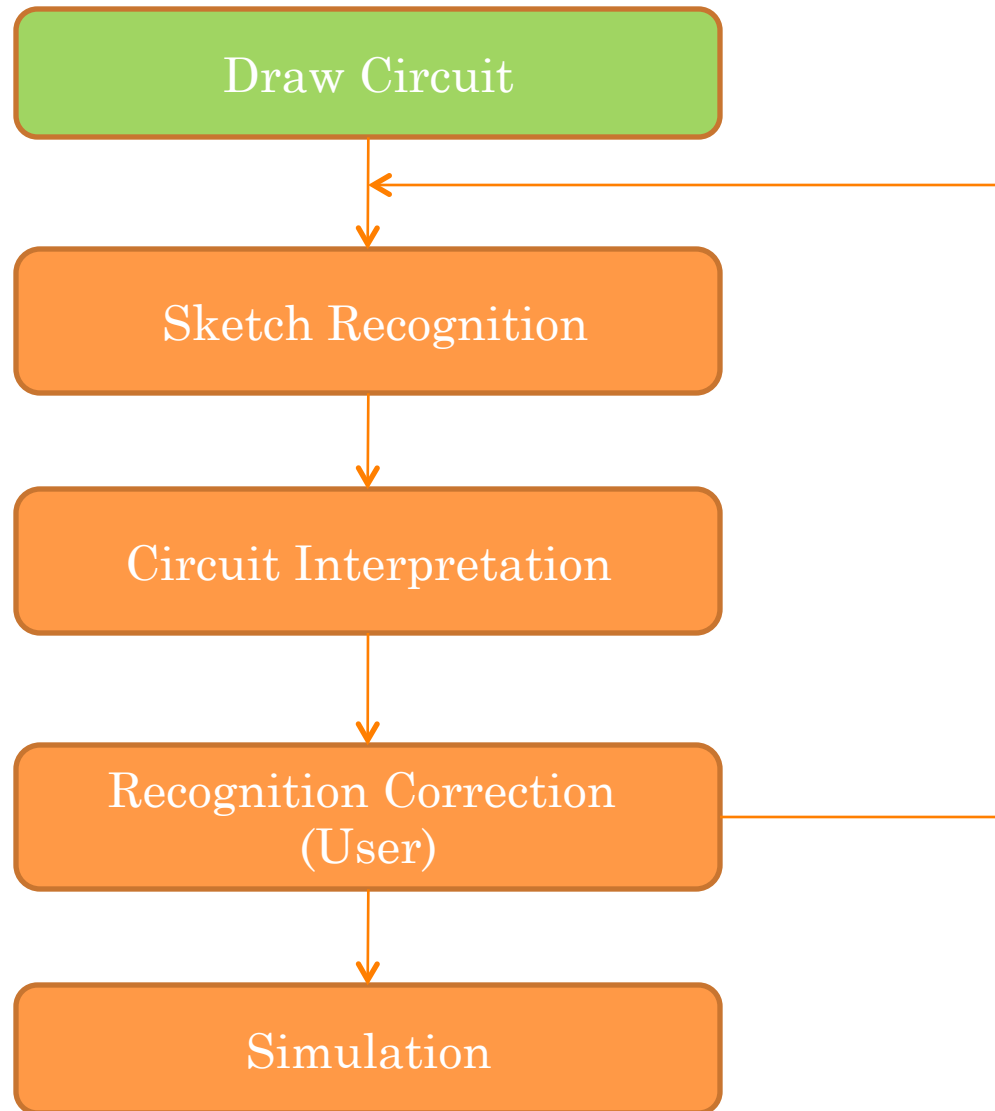 Draw Circuit
Sketch Recognition
Circuit Interpretation
Recognition Correction
(User)
Simulation